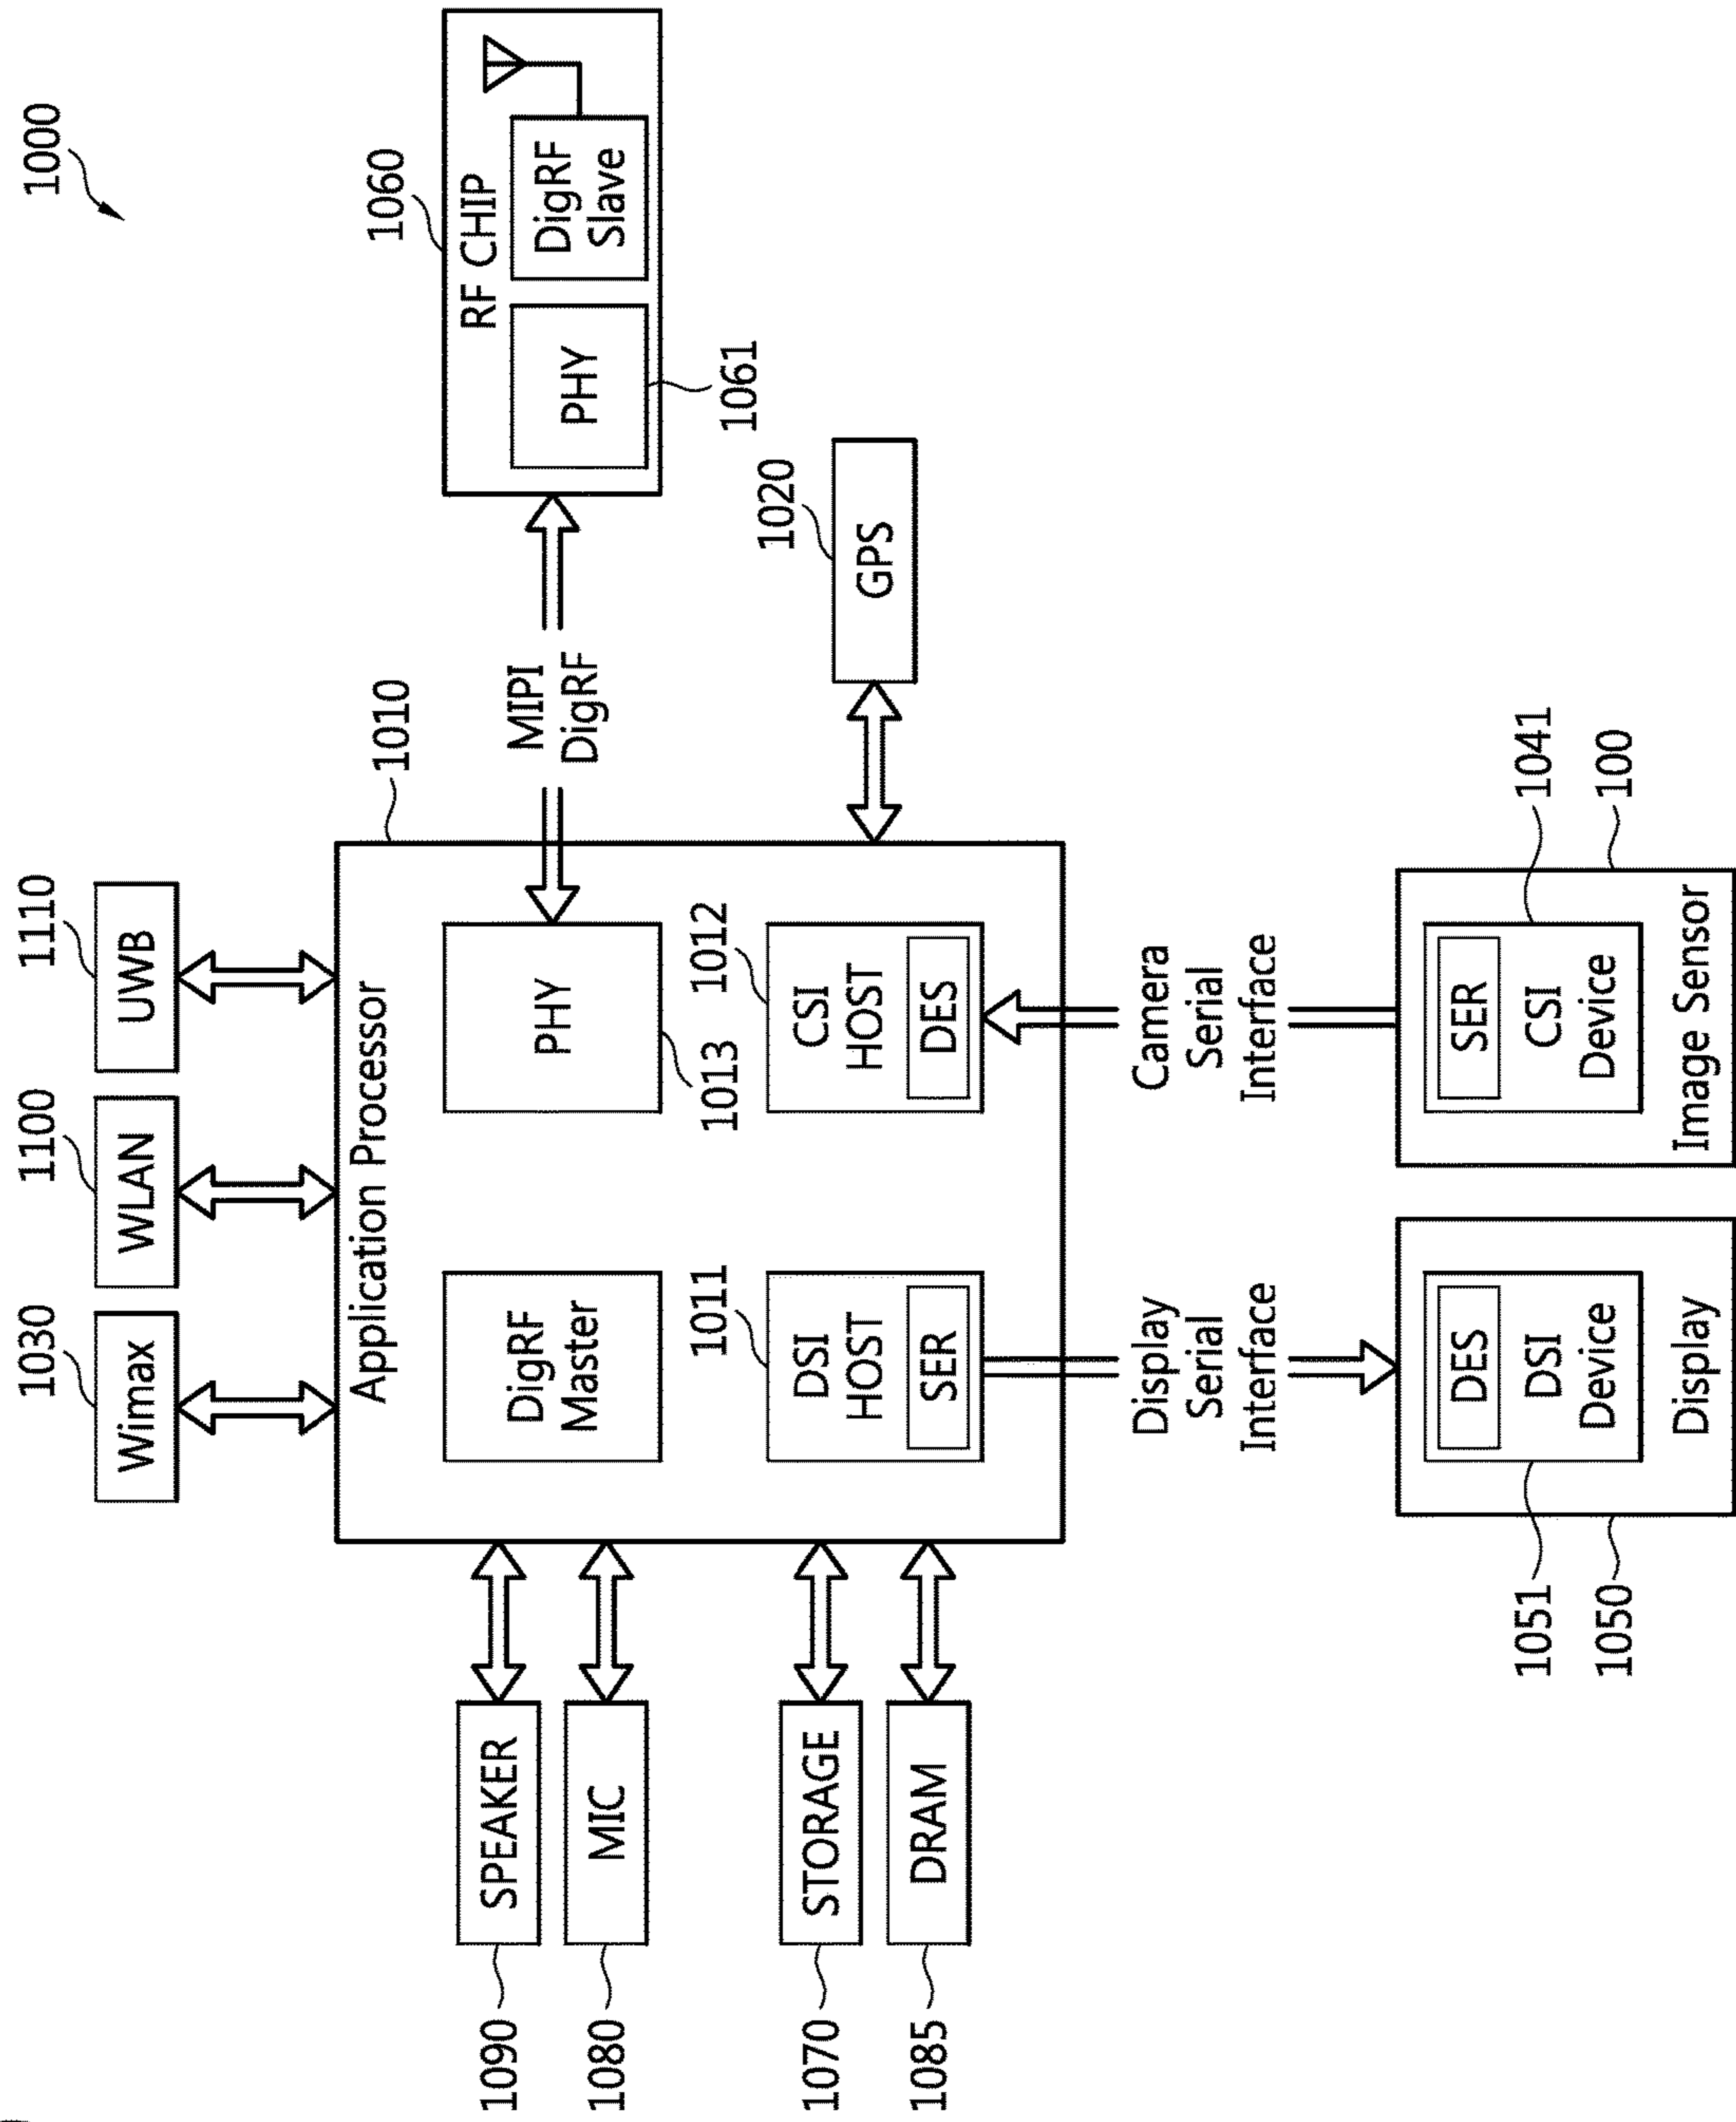 1000
1030
Wimax
1100
WLAN
1110
UWB
1010
Application Processor
1090
SPEAKER
1080
MIC
DigRF
Master
PHY
1013
MIPI
DigRF
1060
RF CHIP
PHY
DigRF
Slave
1061
1070
STORAGE
1085
DRAM
1011
DSI
HOST
SER
1012
CSI
HOST
DES
1020
GPS
Display
Serial
Interface
Camera
Serial
Interface
1051
1050
DES
DSI
Device
Display
SER
CSI
Device
Image Sensor
1041
100